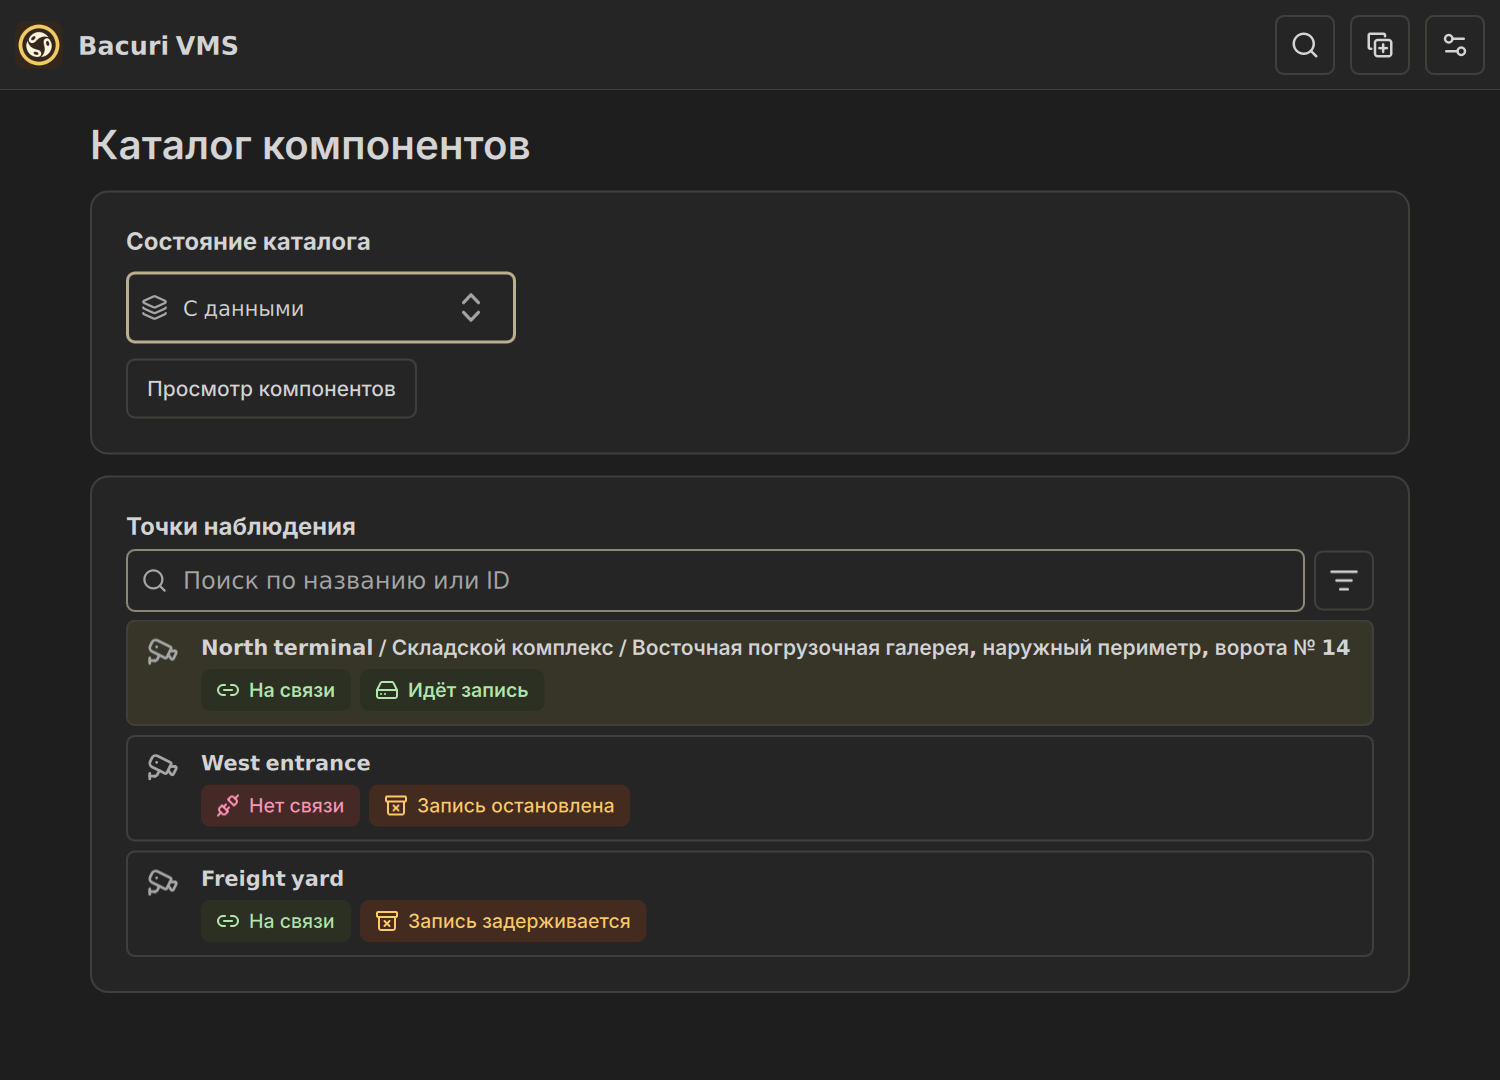 Bacuri VMS
Каталог компонентов
Состояние каталога
С данными
Просмотр компонентов
Точки наблюдения
Поиск по названию или ID
North terminal / Складской комплекс / Восточная погрузочная галерея, наружный периметр, ворота № 14
На связи Идёт запись
West entrance
Нет связи Запись остановлена
Freight yard
На связи Запись задерживается